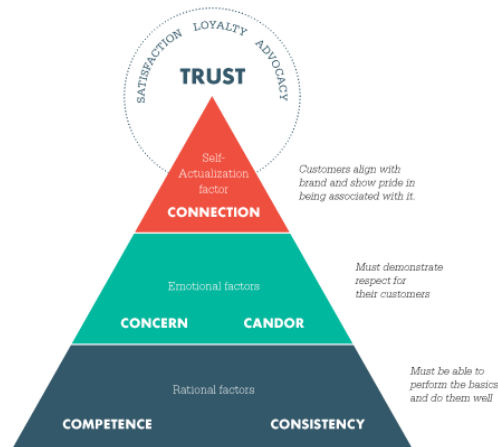 SATISFACTION LOYALTY ADVOCACY
TRUST
Self-
Actualization
factor
CONNECTION
Customers align with
brand and show pride in
being associated with it.
Emotional factors
CONCERN CANDOR
Must demonstrate
respect for
their customers
Rational factors
COMPETENCE CONSISTENCY
Must be able to
perform the basics
and do them well